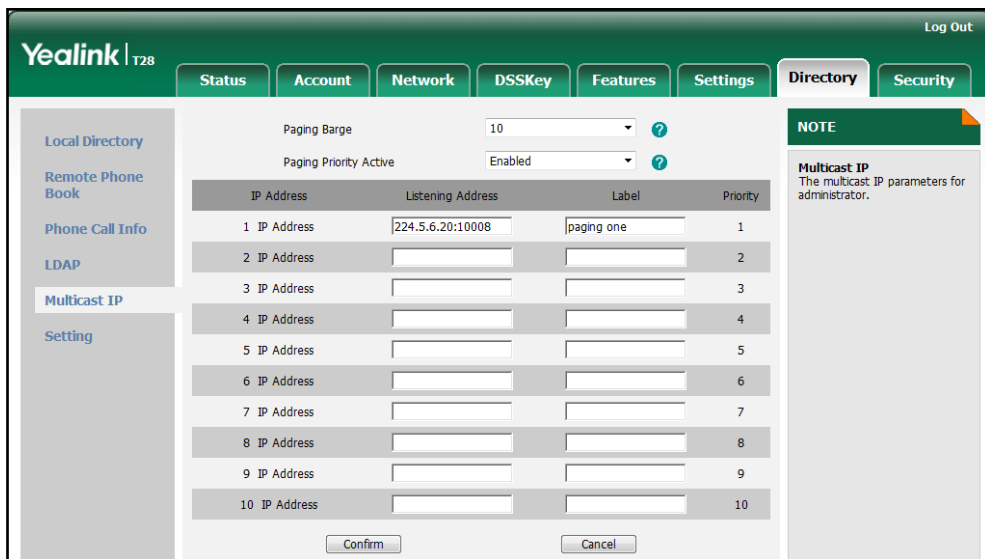 Log Out
Yealink | T28
Status Account Network DSSKey Features Settings Directory Security
Local Directory
Remote Phone
Book
Phone Call Info
LDAP
Multicast IP
Setting
Paging Barge 10 ?
Paging Priority Active Enabled ?
IP Address Listening Address Label Priority
1 IP Address 224.5.6.20:10008 paging one 1
2 IP Address 2
3 IP Address 3
4 IP Address 4
5 IP Address 5
6 IP Address 6
7 IP Address 7
8 IP Address 8
9 IP Address 9
10 IP Address 10
Confirm Cancel
NOTE
Multicast IP
The multicast IP parameters for
administrator.